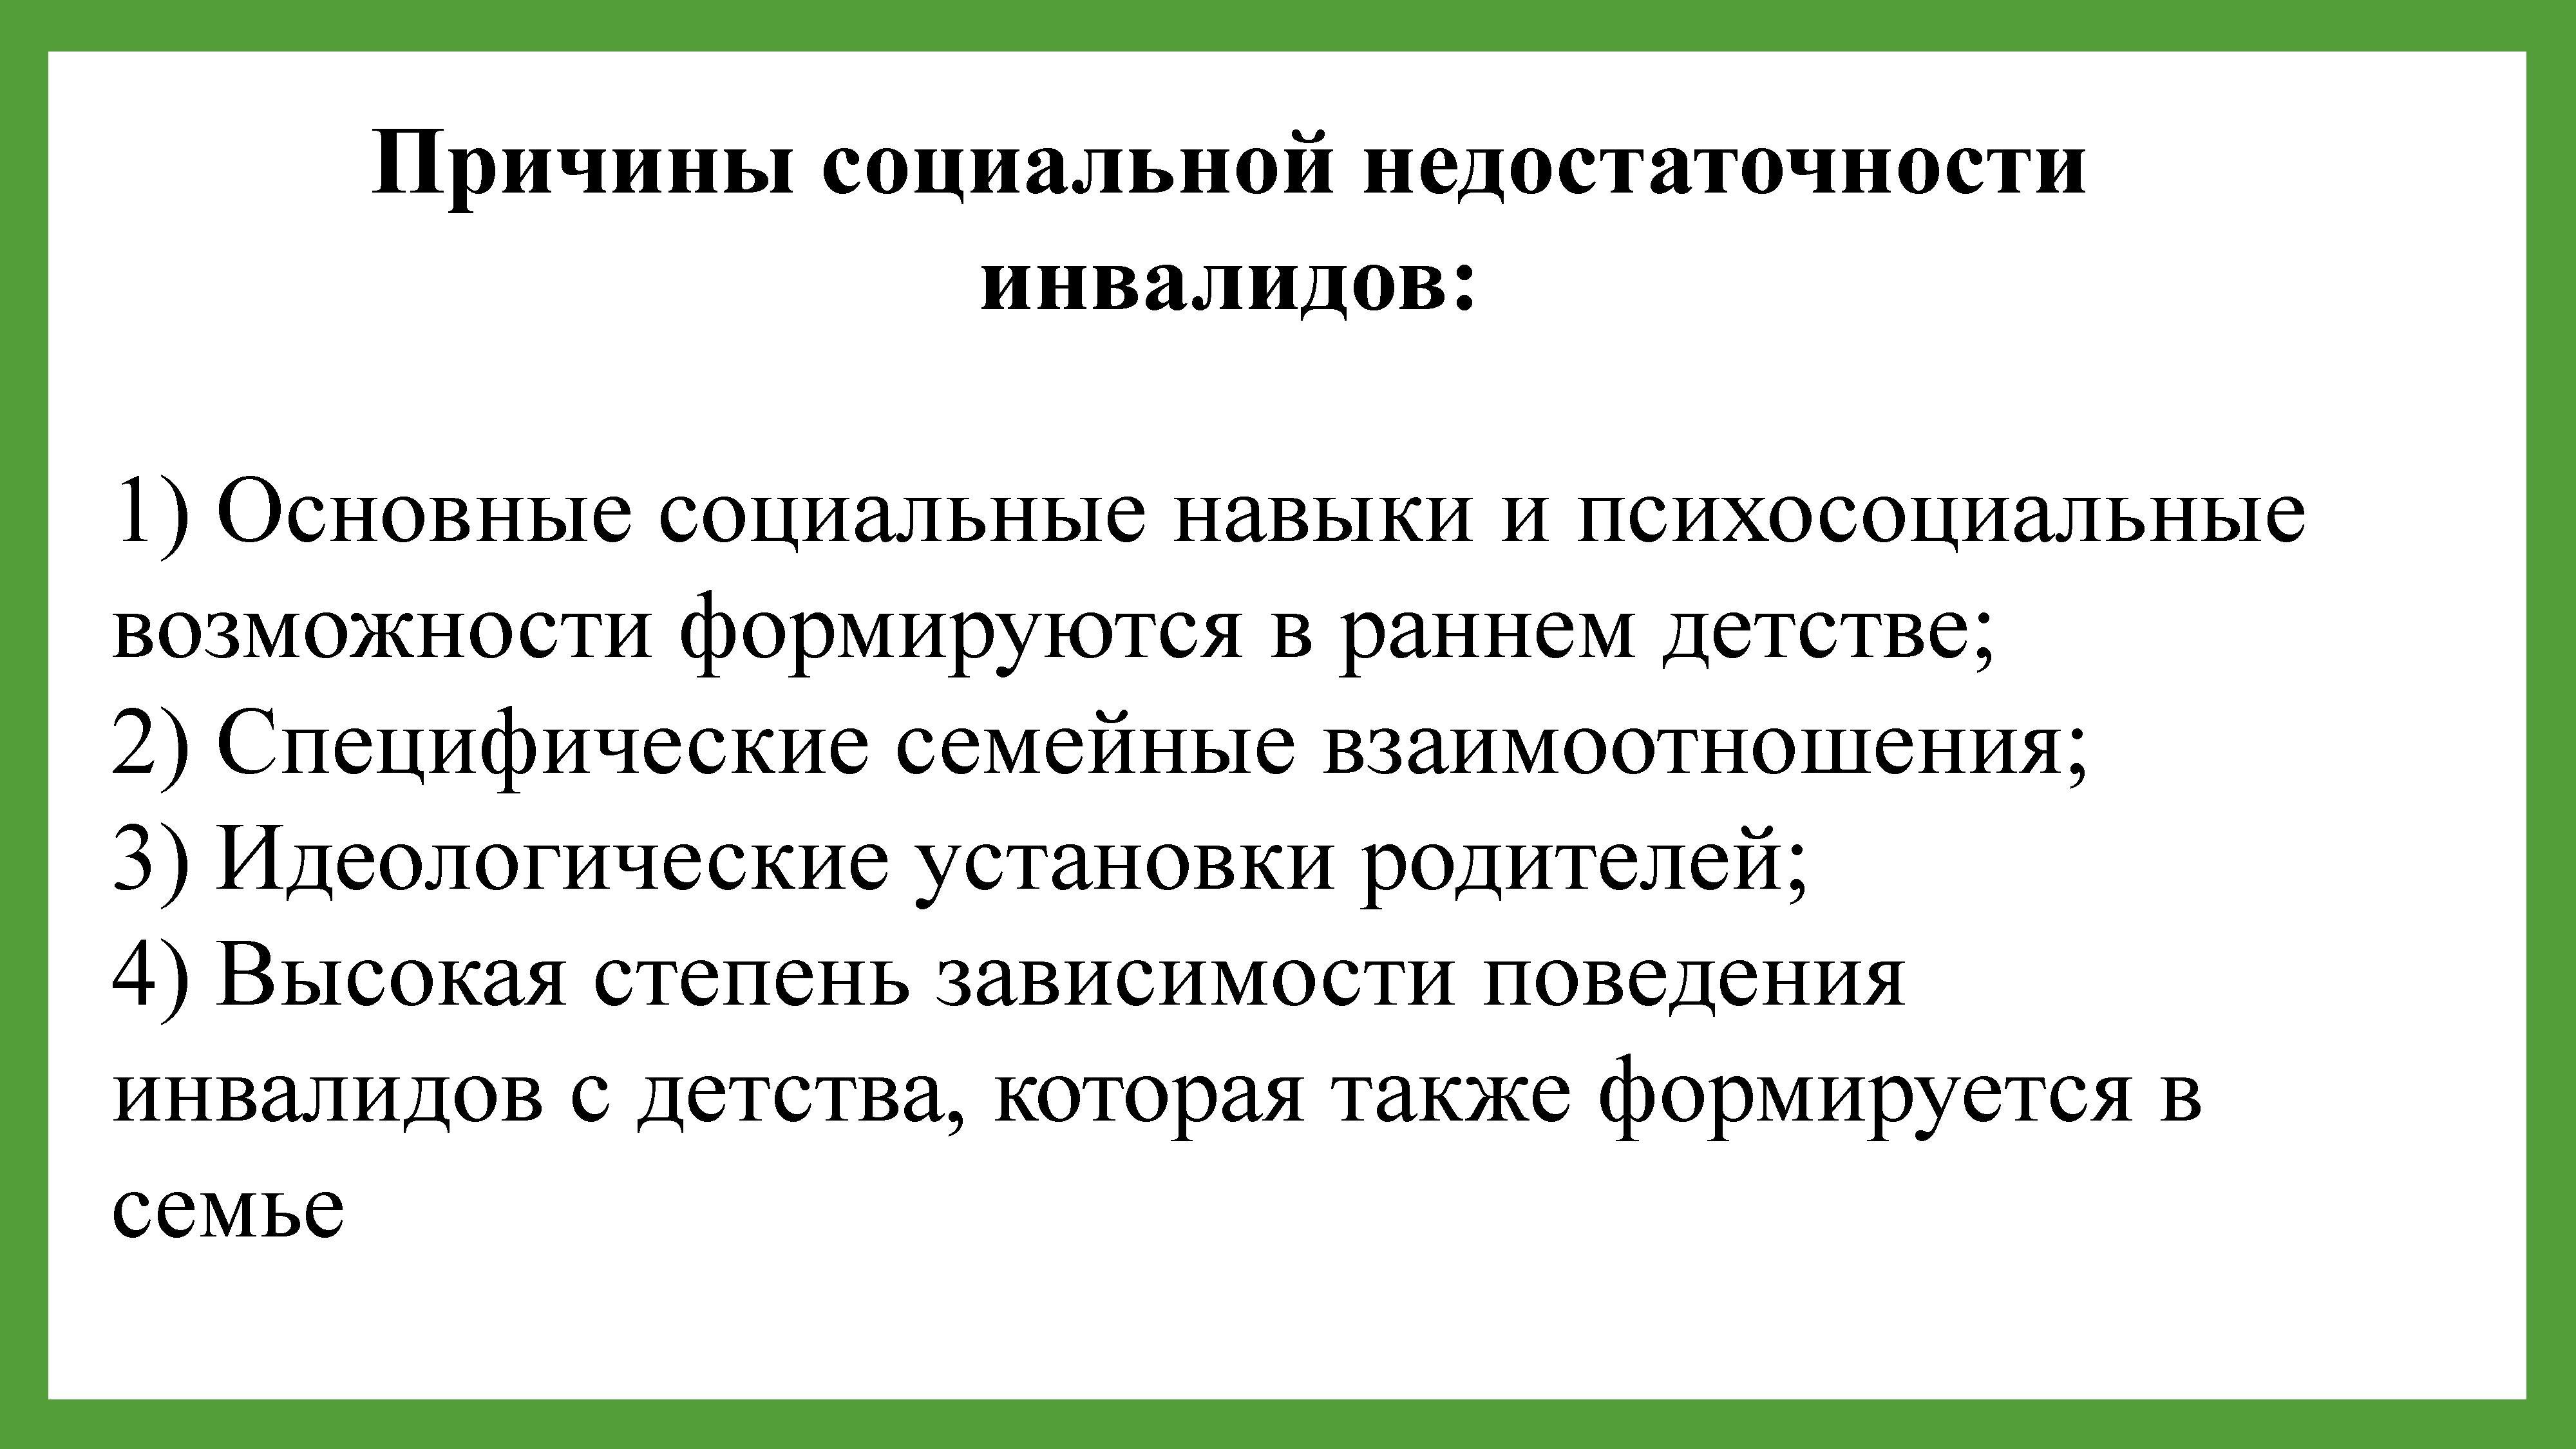 Причины социальной недостаточности
инвалидов:
1) Основные социальные навыки и психосоциальные
возможности формируются в раннем детстве;
2) Специфические семейные взаимоотношения;
3) Идеологические установки родителей;
4) Высокая степень зависимости поведения
инвалидов с детства, которая также формируется в
семье